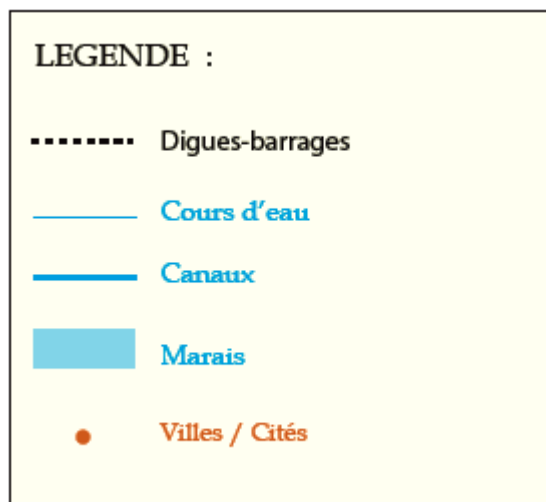 LEGENDE :
Digues-barrages
Cours d'eau
Canaux
Marais
Villes / Cités